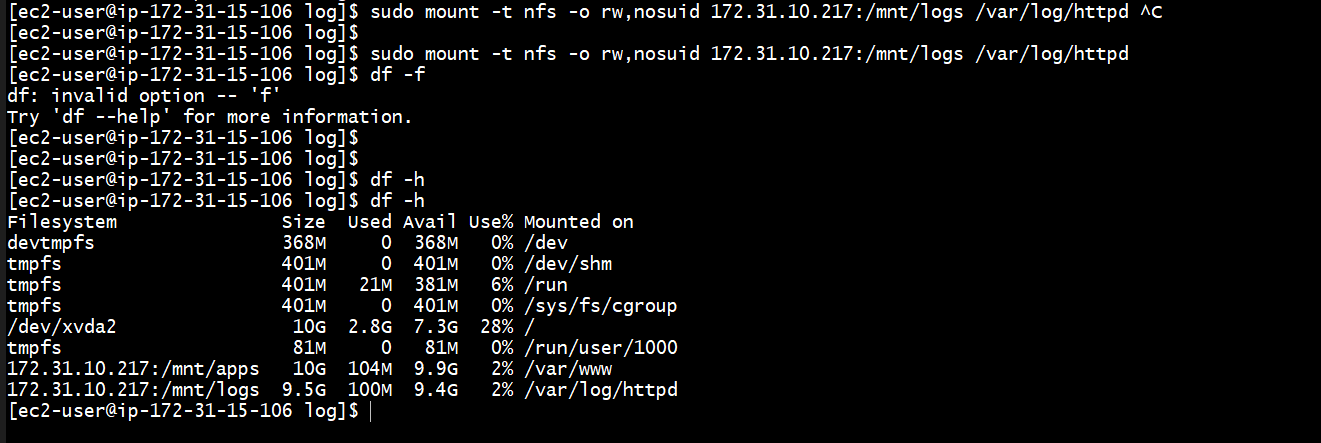 [ec2-user@ip-172-31-15-106 log]$ sudo mount -t nfs -o rw,nosuid 172.31.10.217:/mnt/logs /var/log/httpd ^C
[ec2-user@ip-172-31-15-106 log]$
[ec2-user@ip-172-31-15-106 log]$ sudo mount -t nfs -o rw,nosuid 172.31.10.217:/mnt/logs /var/log/httpd
[ec2-user@ip-172-31-15-106 log]$ df -f
df: invalid option -- 'f'
Try 'df --help' for more information.
[ec2-user@ip-172-31-15-106 log]$
[ec2-user@ip-172-31-15-106 log]$
[ec2-user@ip-172-31-15-106 log]$ df -h
[ec2-user@ip-172-31-15-106 log]$ df -h
Filesystem               Size  Used Avail Use% Mounted on
devtmpfs                 368M     0  368M   0% /dev
tmpfs                    401M     0  401M   0% /dev/shm
tmpfs                    401M   21M  381M   6% /run
tmpfs                    401M     0  401M   0% /sys/fs/cgroup
/dev/xvda2                10G  2.8G  7.3G  28% /
tmpfs                     81M     0   81M   0% /run/user/1000
172.31.10.217:/mnt/apps   10G  104M  9.9G   2% /var/www
172.31.10.217:/mnt/logs  9.5G  100M  9.4G   2% /var/log/httpd
[ec2-user@ip-172-31-15-106 log]$